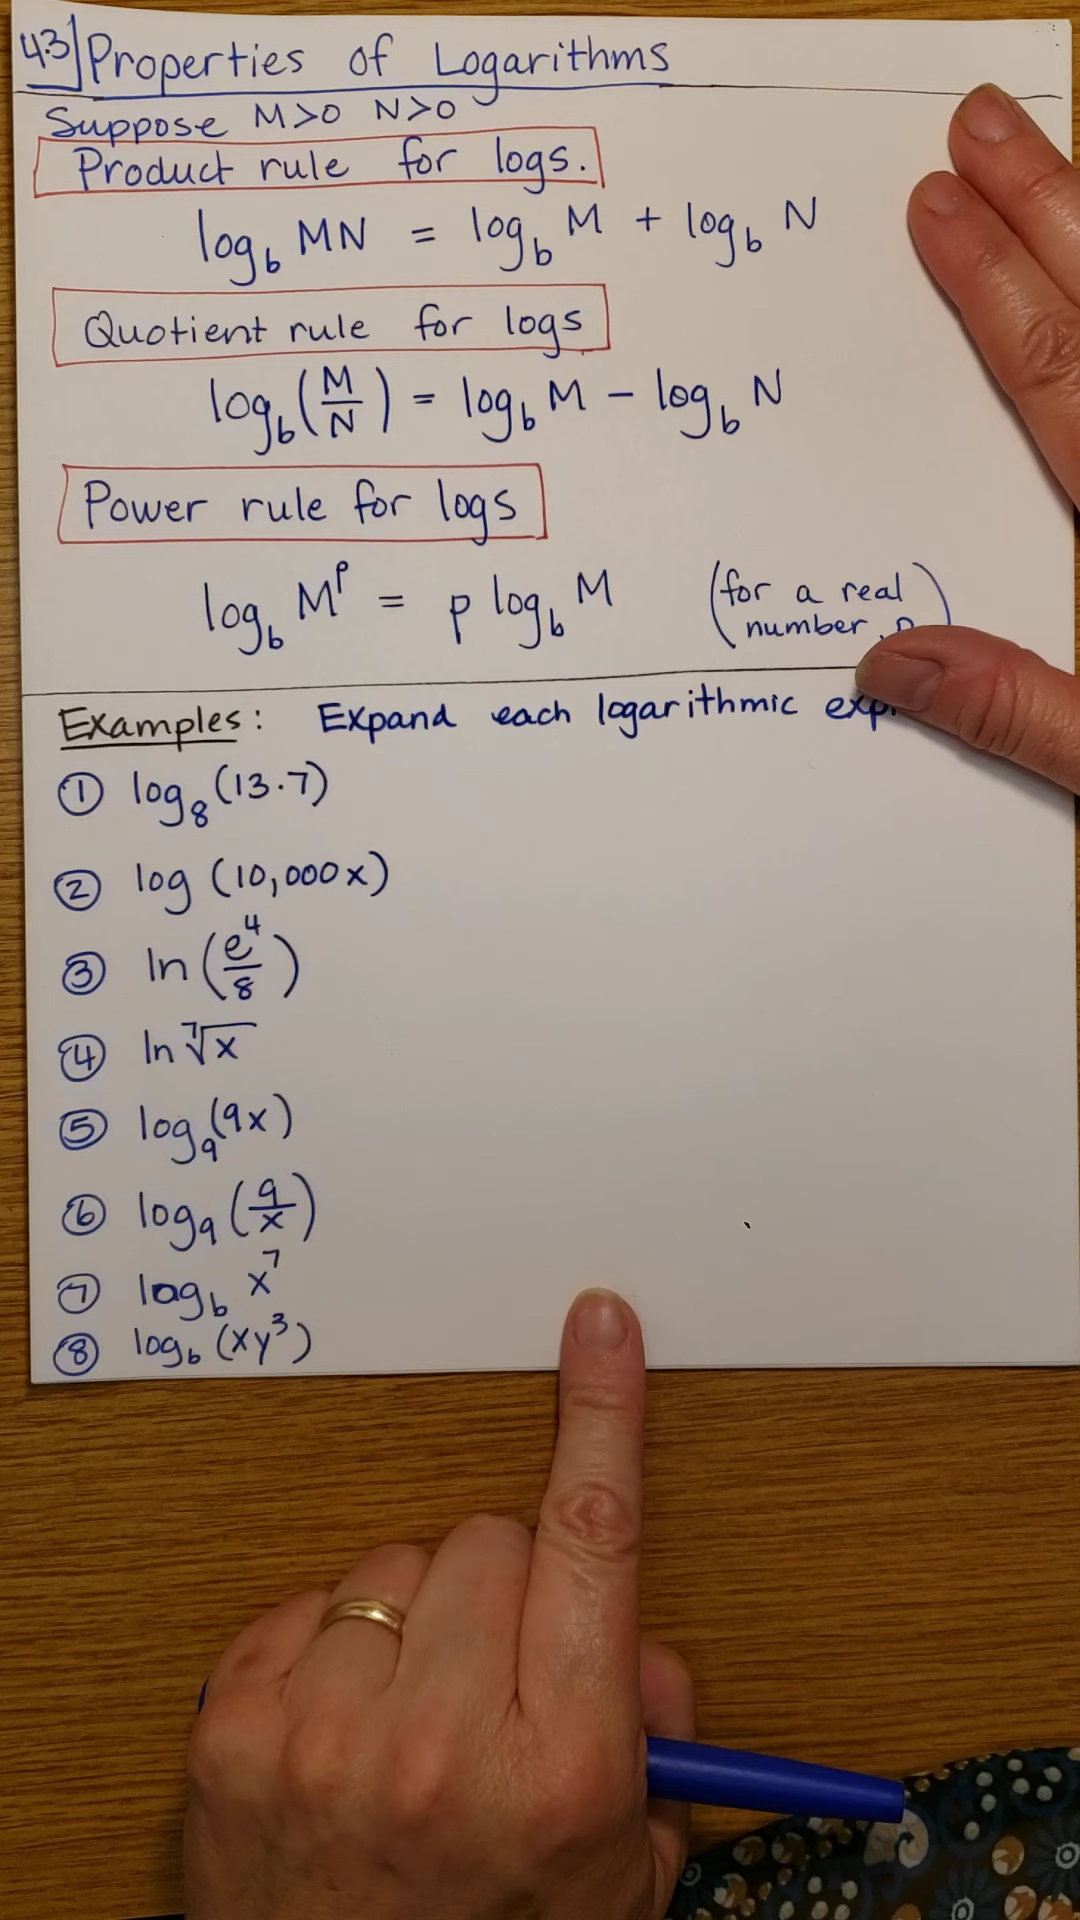 4.3 Properties of Logarithms
Suppose M>0 N>0
Product rule for logs.
log_b MN = log_b M + log_b N
Quotient rule for logs
log_b (M/N) = log_b M - log_b N
Power rule for logs
log_b M^p = p log_b M (for a real
number,
Examples: Expand each logarithmic
① log_8 (13·7)
② log (10,000x)
③ ln (e^4/8)
④ ln ⁷√x
⑤ log_9 (9x)
⑥ log_9 (9/x)
⑦ log_b x^7
⑧ log_b (xy^3)